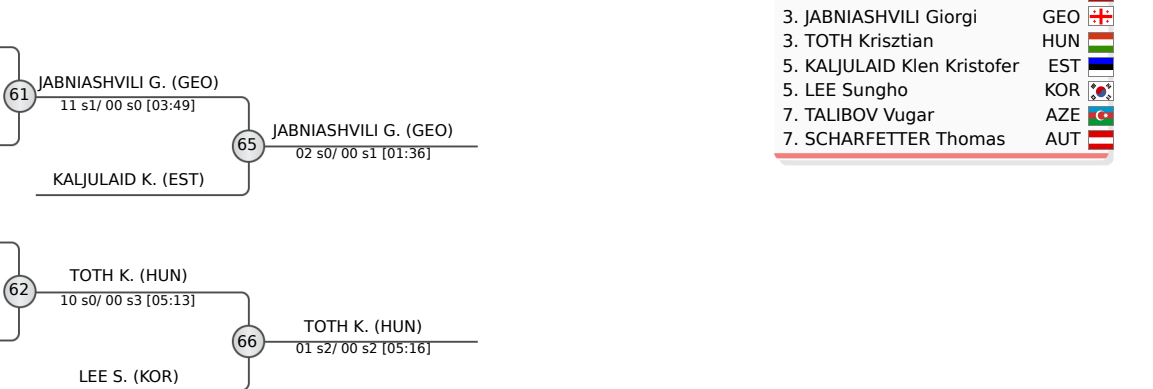 3. JABNIASHVILI Giorgi GEO
3. TOTH Krisztian HUN
5. KALJULAID Klen Kristofer EST
5. LEE Sungho KOR
7. TALIBOV Vugar AZE
7. SCHARFETTER Thomas AUT
61
JABNIASHVILI G. (GEO)
11 s1/ 00 s0 [03:49]
65
JABNIASHVILI G. (GEO)
02 s0/ 00 s1 [01:36]
KALJULAID K. (EST)
62
TOTH K. (HUN)
10 s0/ 00 s3 [05:13]
66
TOTH K. (HUN)
01 s2/ 00 s2 [05:16]
LEE S. (KOR)